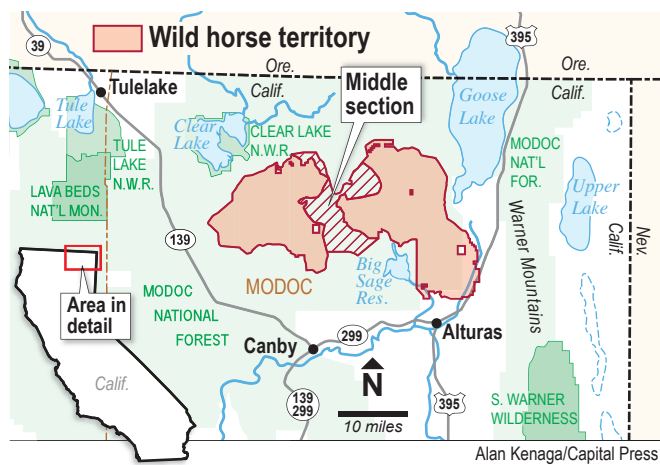 39
Wild horse territory
395
Ore.
Calif.
Ore.
Calif.
Tulelake
Middle
section
Goose
Lake
Tule
Lake
Clear
Lake
CLEAR LAKE
N.W.R.
TULE
LAKE
N.W.R.
MODOC
NAT'L
FOR.
LAVA BEDS
NAT'L MON.
Upper
Lake
139
Warner Mountains
Calif.
Nev.
Big
Sage
Res.
MODOC
Area in
detail
MODOC
NATIONAL
FOREST
Calif.
Canby
299
Alturas
N
139
299
10 miles
395
S. WARNER
WILDERNESS
Alan Kenaga/Capital Press